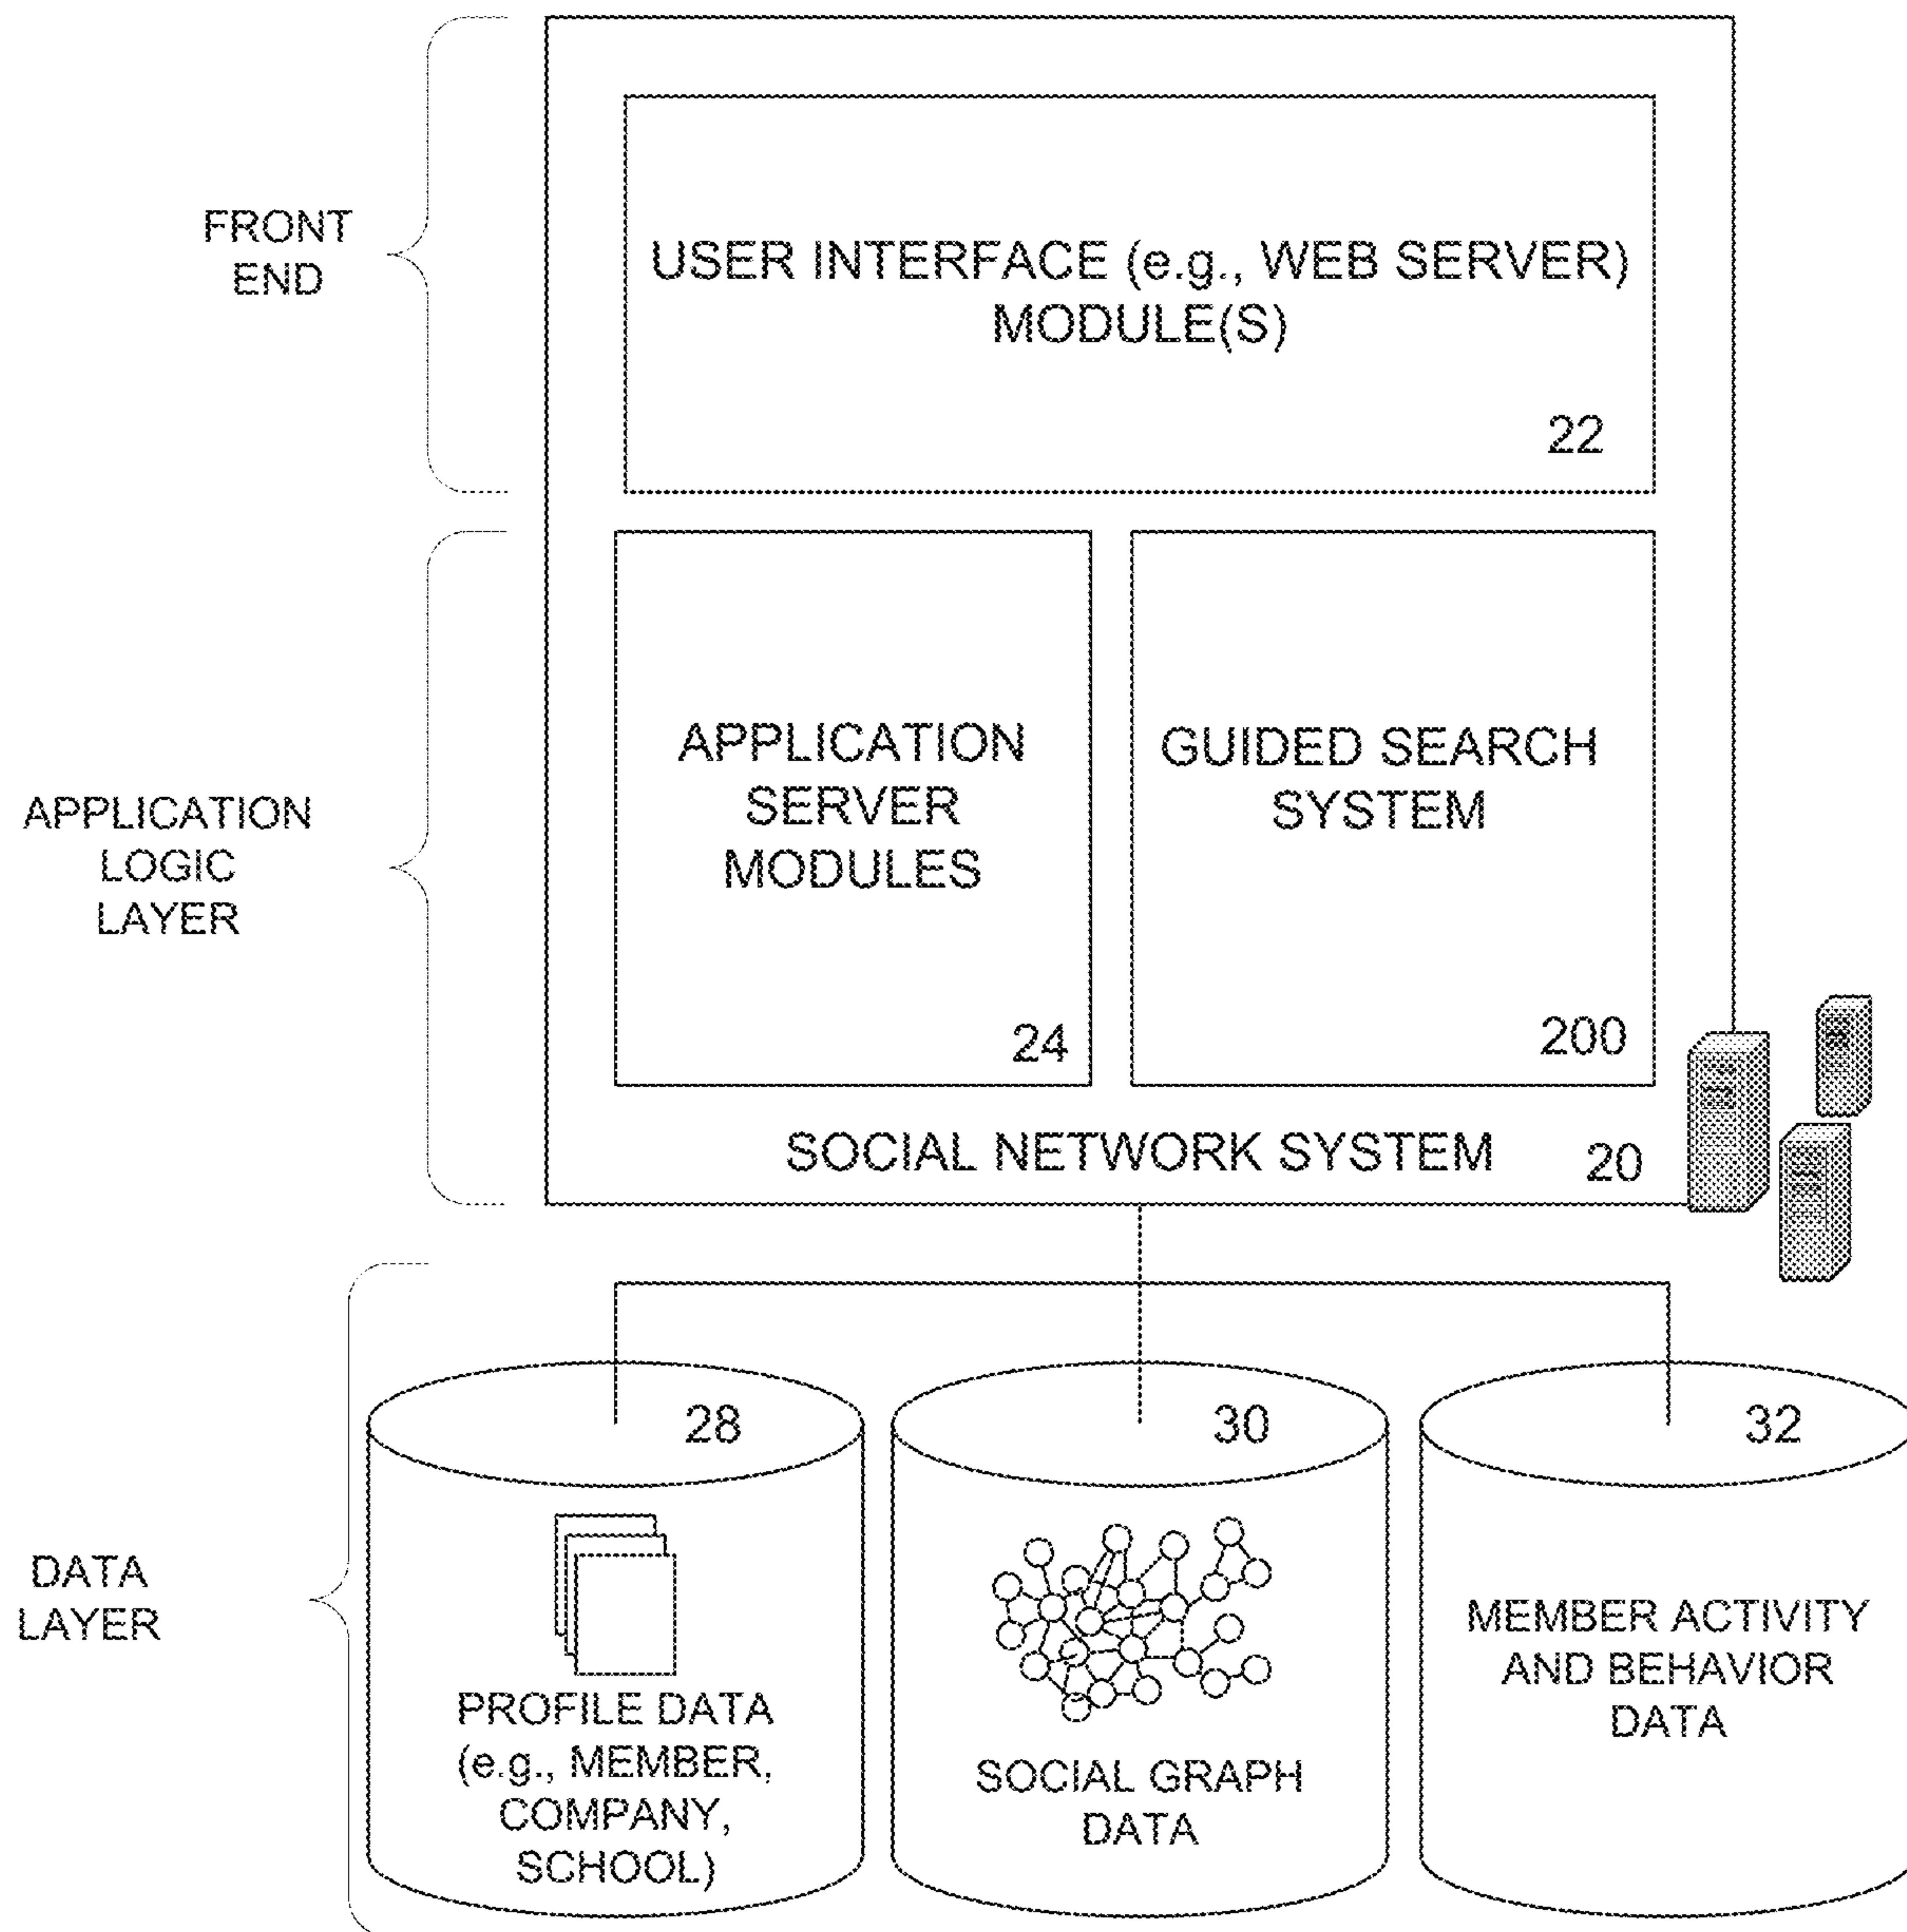 FRONT
END
USER INTERFACE (e.g., WEB SERVER)
MODULE(S)
22
APPLICATION
LOGIC
LAYER
APPLICATION
SERVER
MODULES
24
GUIDED SEARCH
SYSTEM
200
SOCIAL NETWORK SYSTEM
20
DATA
LAYER
28
PROFILE DATA
(e.g., MEMBER,
COMPANY,
SCHOOL)
30
SOCIAL GRAPH
DATA
32
MEMBER ACTIVITY
AND BEHAVIOR
DATA